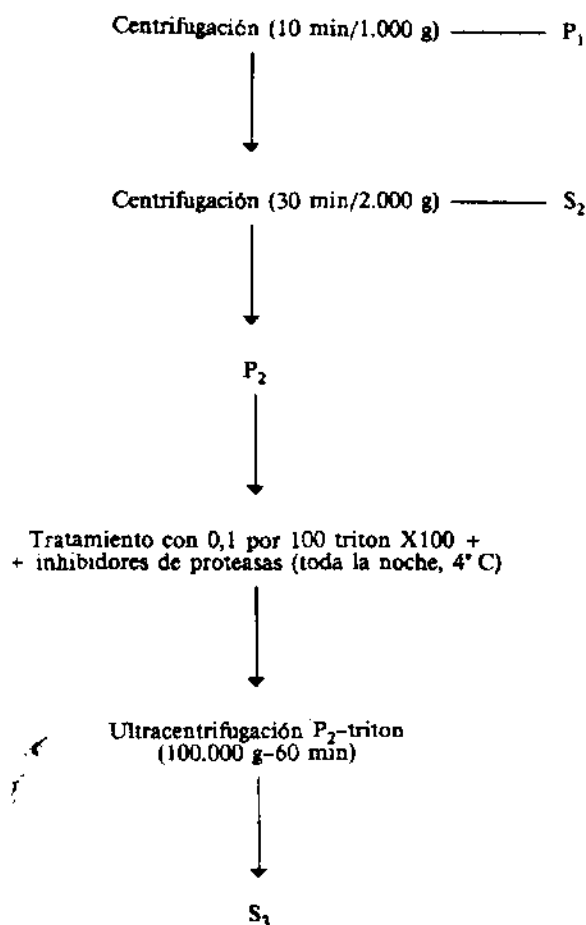 Centrifugación (10 min/1.000 g) P₁
Centrifugación (30 min/2.000 g) S₂
P₂
Tratamiento con 0,1 por 100 triton X100 +
+ inhibidores de proteasas (toda la noche, 4° C)
Ultracentrifugación P₂-triton
(100.000 g-60 min)
S₃